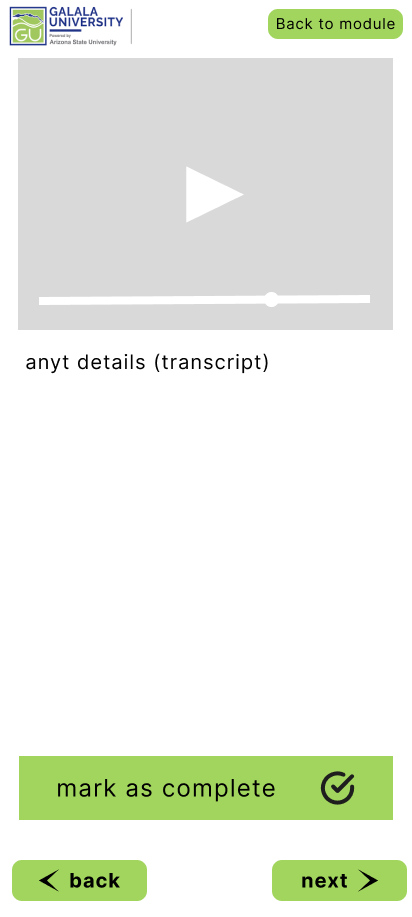 GALALA
UNIVERSITY
Powered by
Arizona State University
GU
Back to module
anyt details (transcript)
mark as complete
back
next